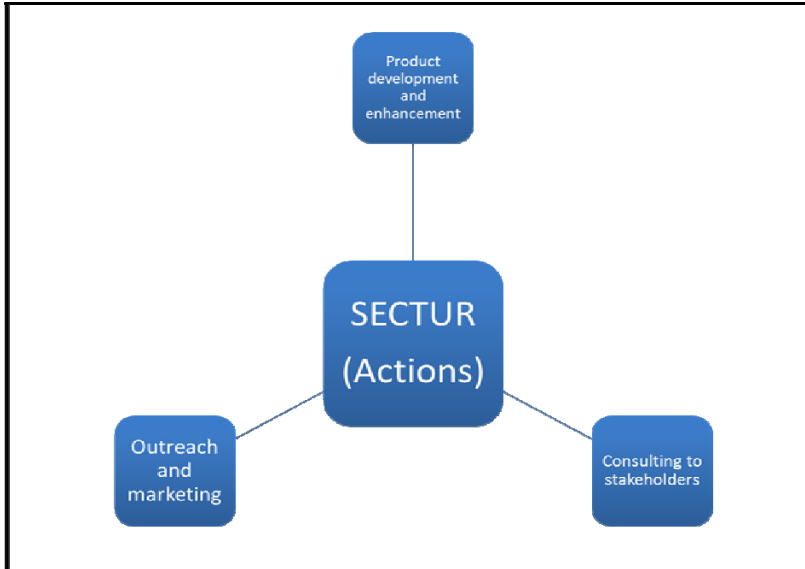 Product
development
and
enhancement
SECTUR
(Actions)
Outreach
and
marketing
Consulting to
stakeholders